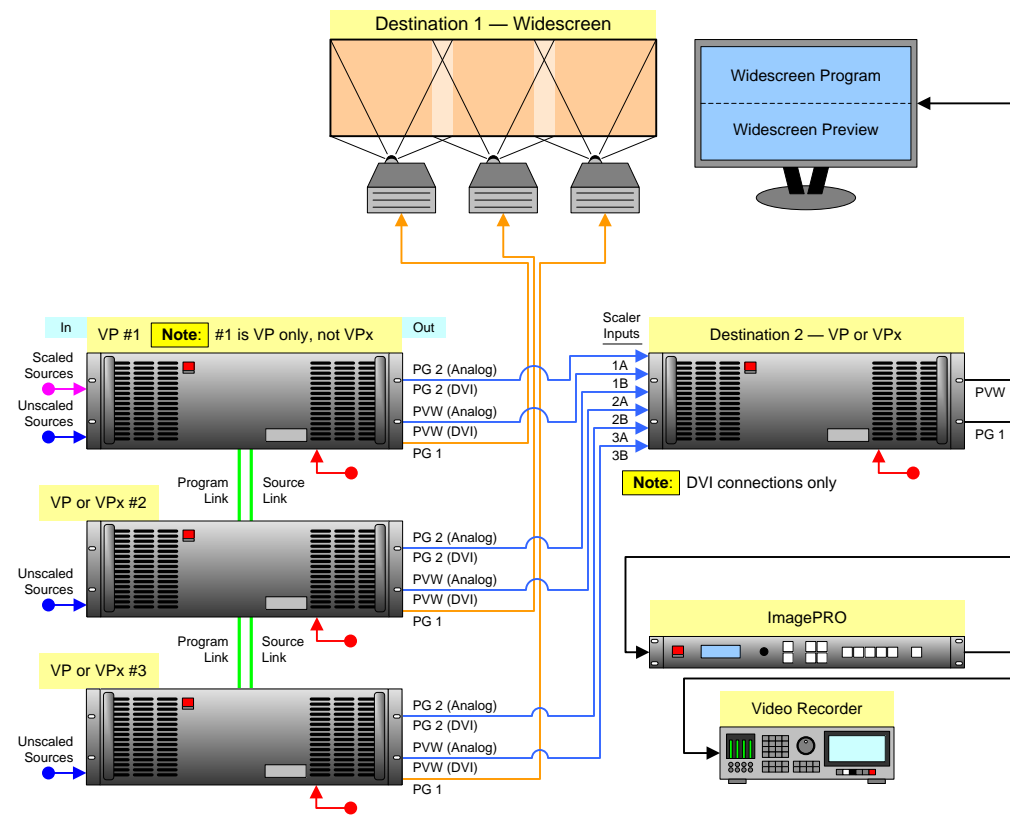 Destination 1 — Widescreen
Widescreen Program
Widescreen Preview
In
VP #1
Note:
#1 is VP only, not VPx
Out
Scaled
Sources
Unscaled
Sources
PG 2 (Analog)
PG 2 (DVI)
PVW (Analog)
PVW (DVI)
PG 1
Scaler
Inputs
1A
1B
2A
2B
3A
3B
Destination 2 — VP or VPx
PVW
PG 1
Note:
DVI connections only
Program
Link
Source
Link
VP or VPx #2
Unscaled
Sources
PG 2 (Analog)
PG 2 (DVI)
PVW (Analog)
PVW (DVI)
PG 1
ImagePRO
Program
Link
Source
Link
VP or VPx #3
Unscaled
Sources
PG 2 (Analog)
PG 2 (DVI)
PVW (Analog)
PVW (DVI)
PG 1
Video Recorder